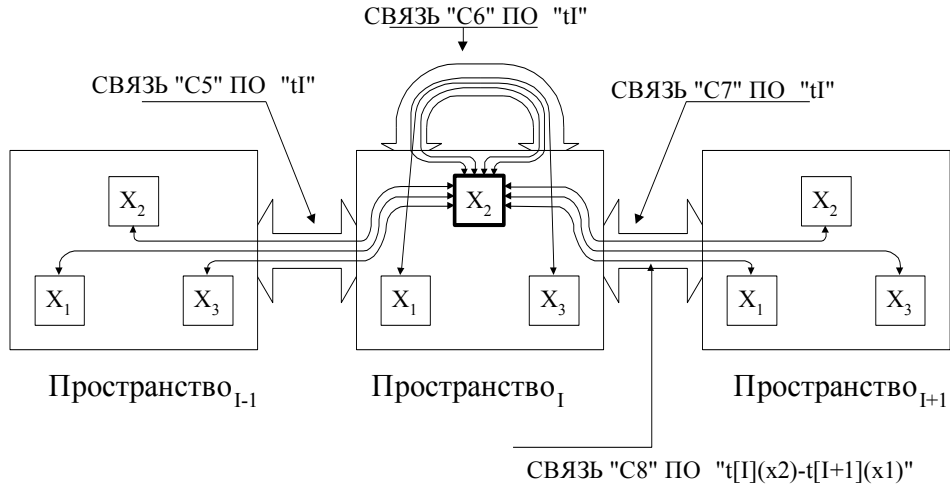 СВЯЗЬ "С6" ПО "tI"
СВЯЗЬ "С5" ПО "tI"
СВЯЗЬ "С7" ПО "tI"
X2
X2
X2
X1
X3
X1
X3
X1
X3
Пространство I-1
Пространство I
Пространство I+1
СВЯЗЬ "С8" ПО "t[I](x2)-t[I+1](x1)"